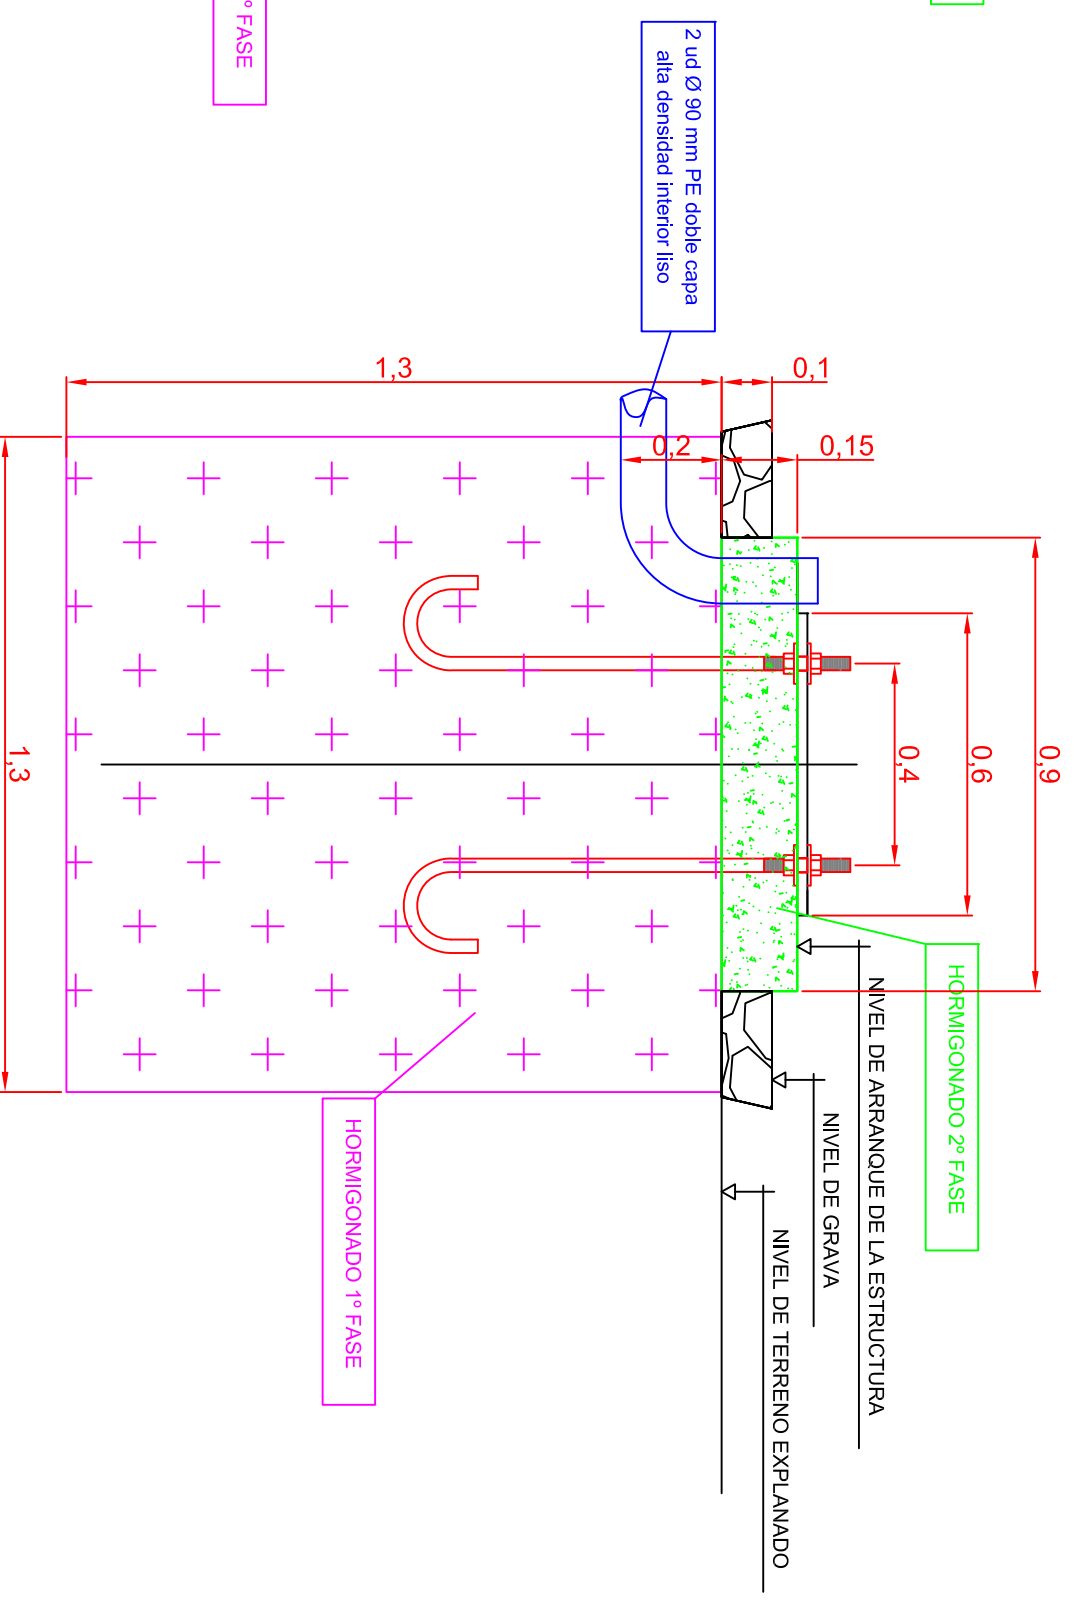 º FASE
2 ud Ø 90 mm PE doble capa
alta densidad interior liso
1,3
0,1
0,2
0,15
0,9
0,6
0,4
1,3
HORMIGONADO 2º FASE
NIVEL DE ARRANQUE DE LA ESTRUCTURA
NIVEL DE GRAVA
NIVEL DE TERRENO EXPLANADO
HORMIGONADO 1º FASE